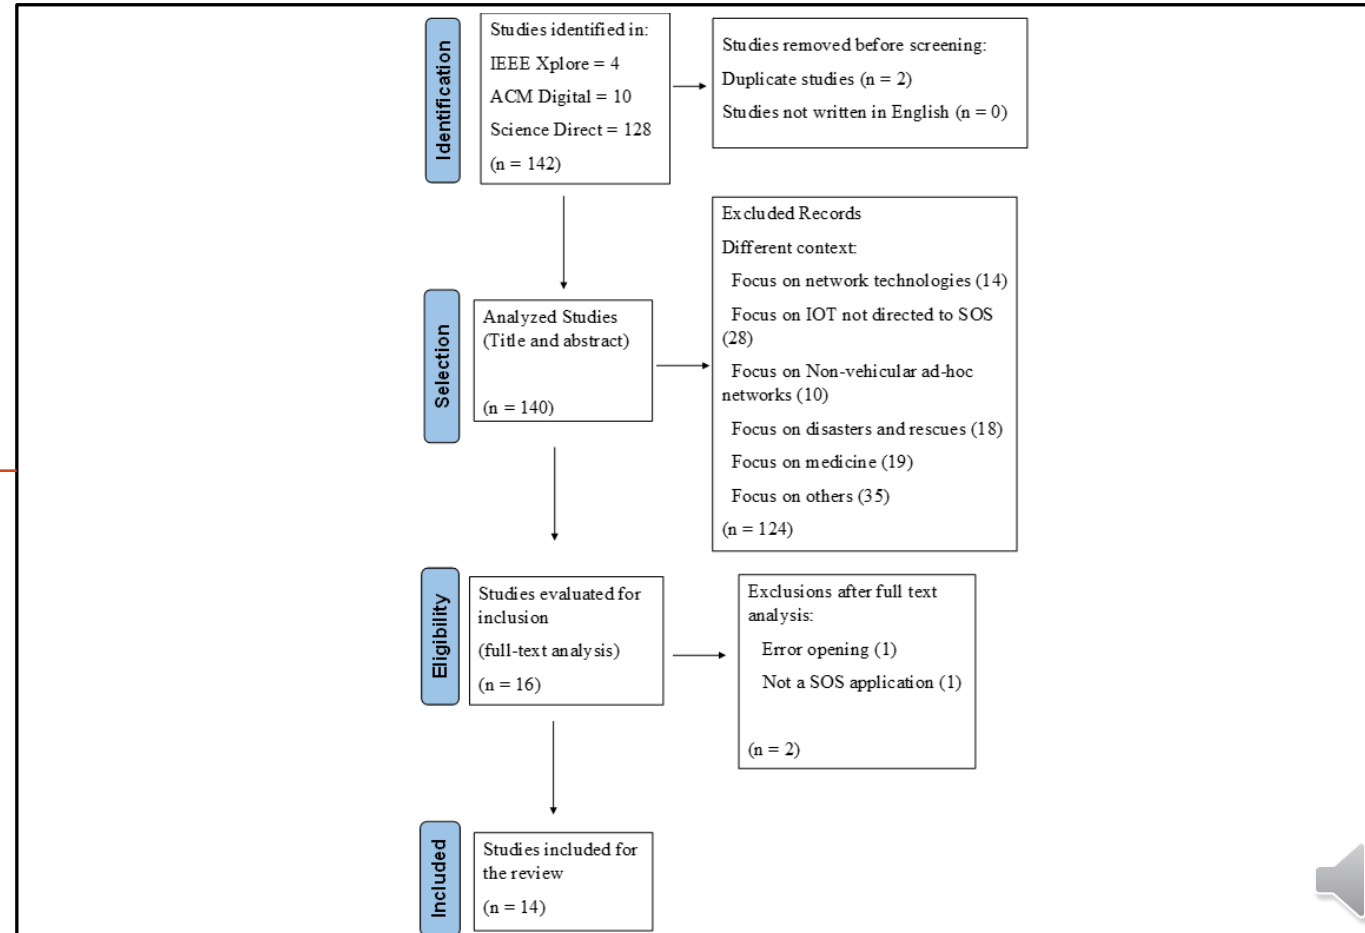 Identification
Studies identified in:
IEEE Xplore = 4
ACM Digital = 10
Science Direct = 128
(n = 142)
Studies removed before screening:
Duplicate studies (n = 2)
Studies not written in English (n = 0)
Selection
Analyzed Studies
(Title and abstract)
(n = 140)
Excluded Records
Different context:
Focus on network technologies (14)
Focus on IOT not directed to SOS
(28)
Focus on Non-vehicular ad-hoc
networks (10)
Focus on disasters and rescues (18)
Focus on medicine (19)
Focus on others (35)
(n = 124)
Eligibility
Studies evaluated for
inclusion
(full-text analysis)
(n = 16)
Exclusions after full text
analysis:
Error opening (1)
Not a SOS application (1)
(n = 2)
Included
Studies included for
the review
(n = 14)